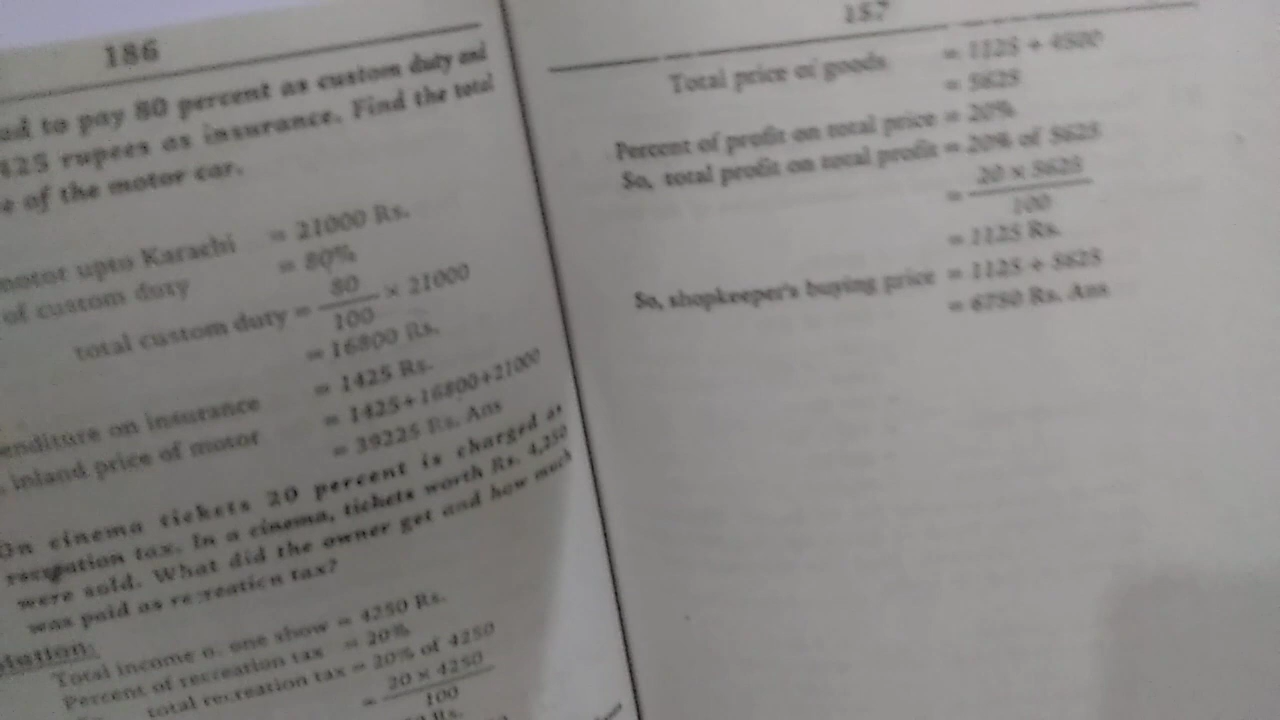 186
ad to pay 80 percent as custom duty and
425 rupees as insurance. Find the total
e of the motor car.
motor upto Karachi = 21000 Rs.
of custom duty = 80%
total custom duty = 80/100 × 21000
= 16800 Rs.
enditure on insurance = 1425 Rs.
inland price of motor = 1425+16800+21000
= 39225 Rs. Ans
On cinema tickets 20 percent is charged as
recreation tax. In a cinema, tickets worth Rs. 4,250
were sold. What did the owner get and how much
was paid as recreation tax?
lution:
Total income o. one show = 4250 Rs.
Percent of recreation tax = 20%
total recreation tax = 20% of 4250
= 20 × 4250
100
Rs.
157
Total price of goods = 1125 + 4500
= 5625
Percent of profit on total price = 20%
So, total profit on total profit = 20% of 5625
= 20 × 5625
100
= 1125 Rs.
So, shopkeeper's buying price = 1125 + 5625
= 6750 Rs. Ans